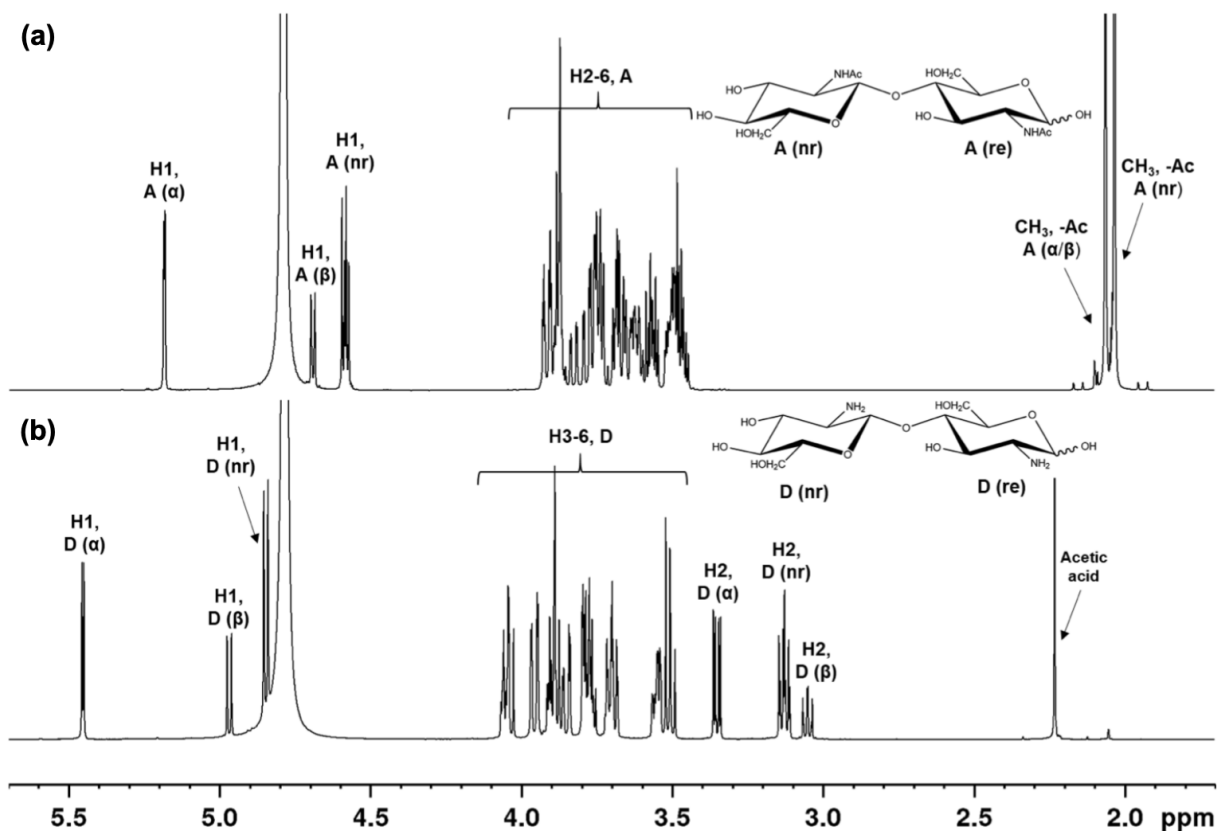 (a)
H1,
A (α)
H1,
A (β)
H1,
A (nr)
H2-6, A
HO
NHAc
HO
HOH₂C
O
O
HOH₂C
HO
O
NHAc
OH
A (nr)
A (re)
CH₃, -Ac
A (α/β)
CH₃, -Ac
A (nr)
(b)
H1,
D (α)
H1,
D (β)
H1,
D (nr)
H3-6, D
HO
NH₂
HO
HOH₂C
O
O
HOH₂C
HO
O
NH₂
OH
D (nr)
D (re)
H2,
D (α)
H2,
D (nr)
H2,
D (β)
Acetic
acid
5.5 5.0 4.5 4.0 3.5 3.0 2.5 2.0 ppm